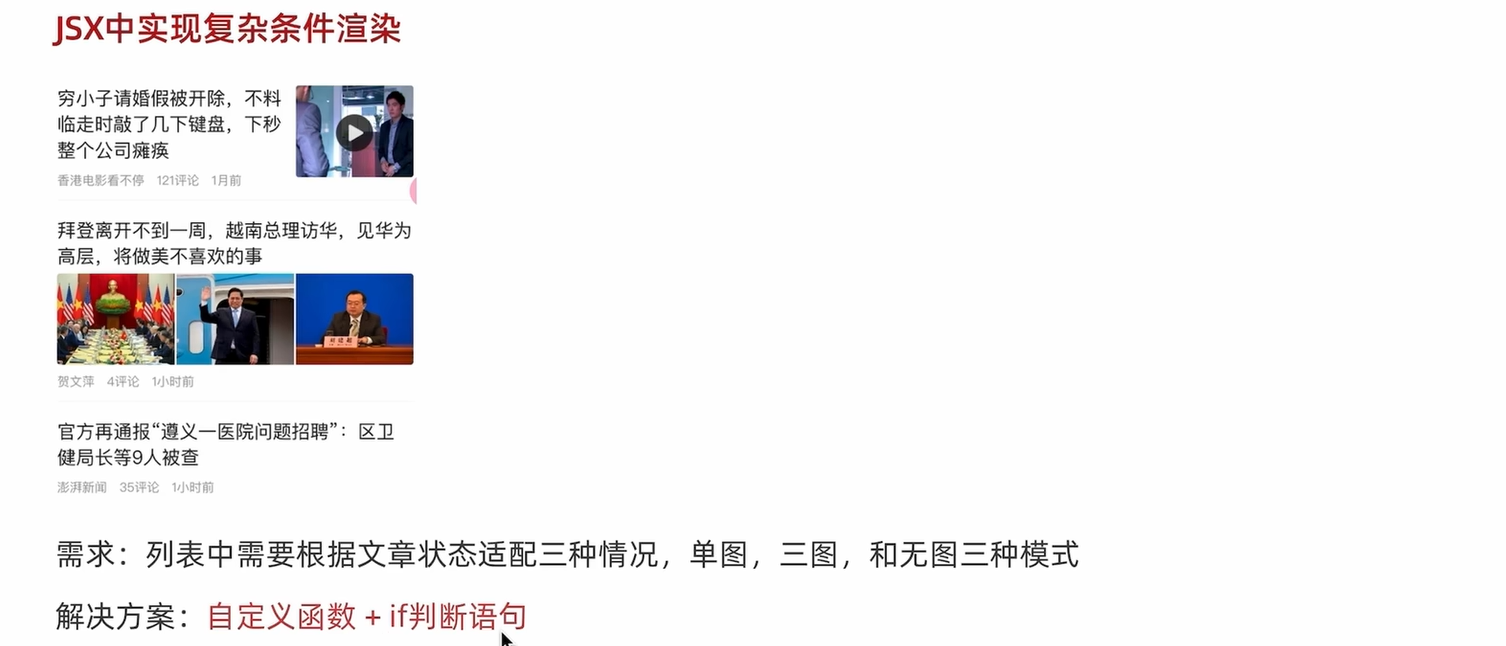 JSX中实现复杂条件渲染
穷小子请婚假被开除，不料
临走时敲了几下键盘，下秒
整个公司瘫痪
香港电影看不停 121评论 1月前
拜登离开不到一周，越南总理访华，见华为
高层，将做美不喜欢的事
贺文萍 4评论 1小时前
官方再通报“遵义一医院问题招聘”：区卫
健局长等9人被查
澎湃新闻 35评论 1小时前
需求：列表中需要根据文章状态适配三种情况，单图，三图，和无图三种模式
解决方案：自定义函数 + if判断语句